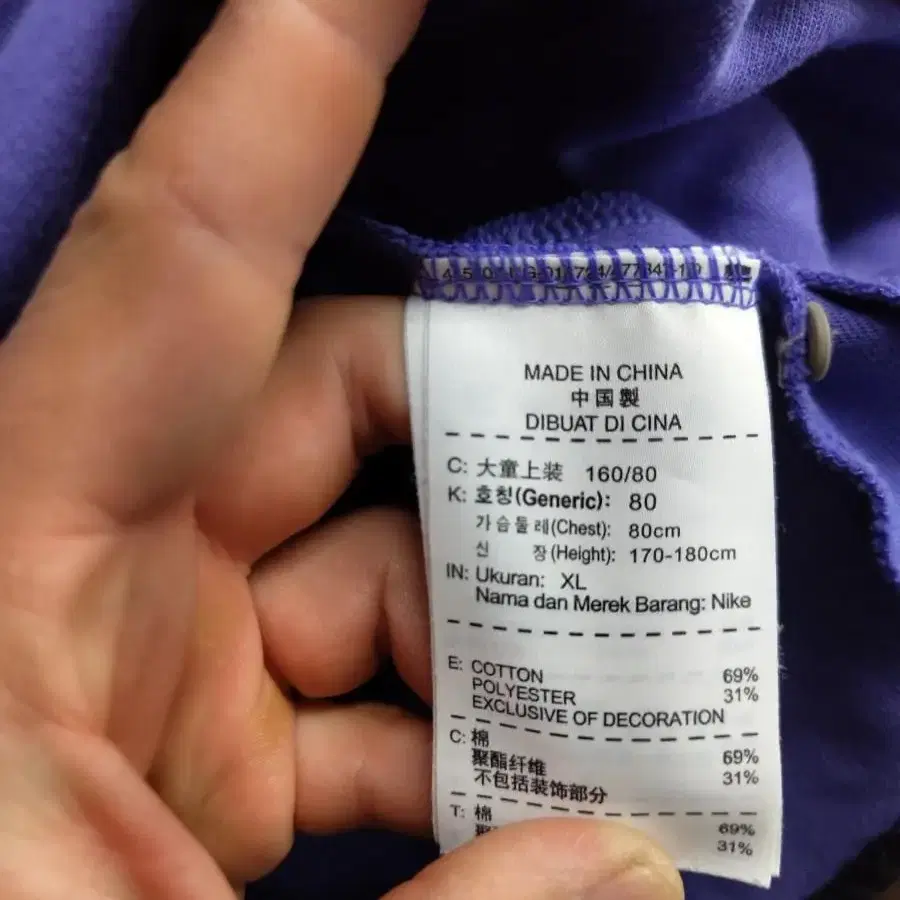 MADE IN CHINA
中国製
DIBUAT DI CINA
C: 大童上装 160/80
K: 호칭(Generic): 80
가슴둘레(Chest): 80cm
신 장(Height): 170-180cm
IN: Ukuran: XL
Nama dan Merek Barang: Nike
E: COTTON 69%
POLYESTER 31%
EXCLUSIVE OF DECORATION
C: 棉 69%
聚酯纤维 31%
不包括装饰部分
T: 棉 69%
31%